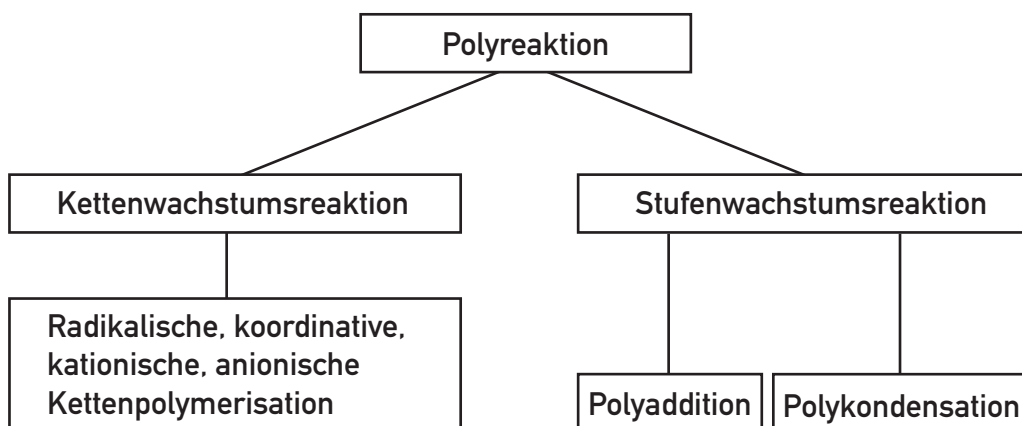 Polyreaktion
Kettenwachstumsreaktion
Stufenwachstumsreaktion
Radikalische, koordinative,
kationische, anionische
Kettenpolymerisation
Polyaddition
Polykondensation